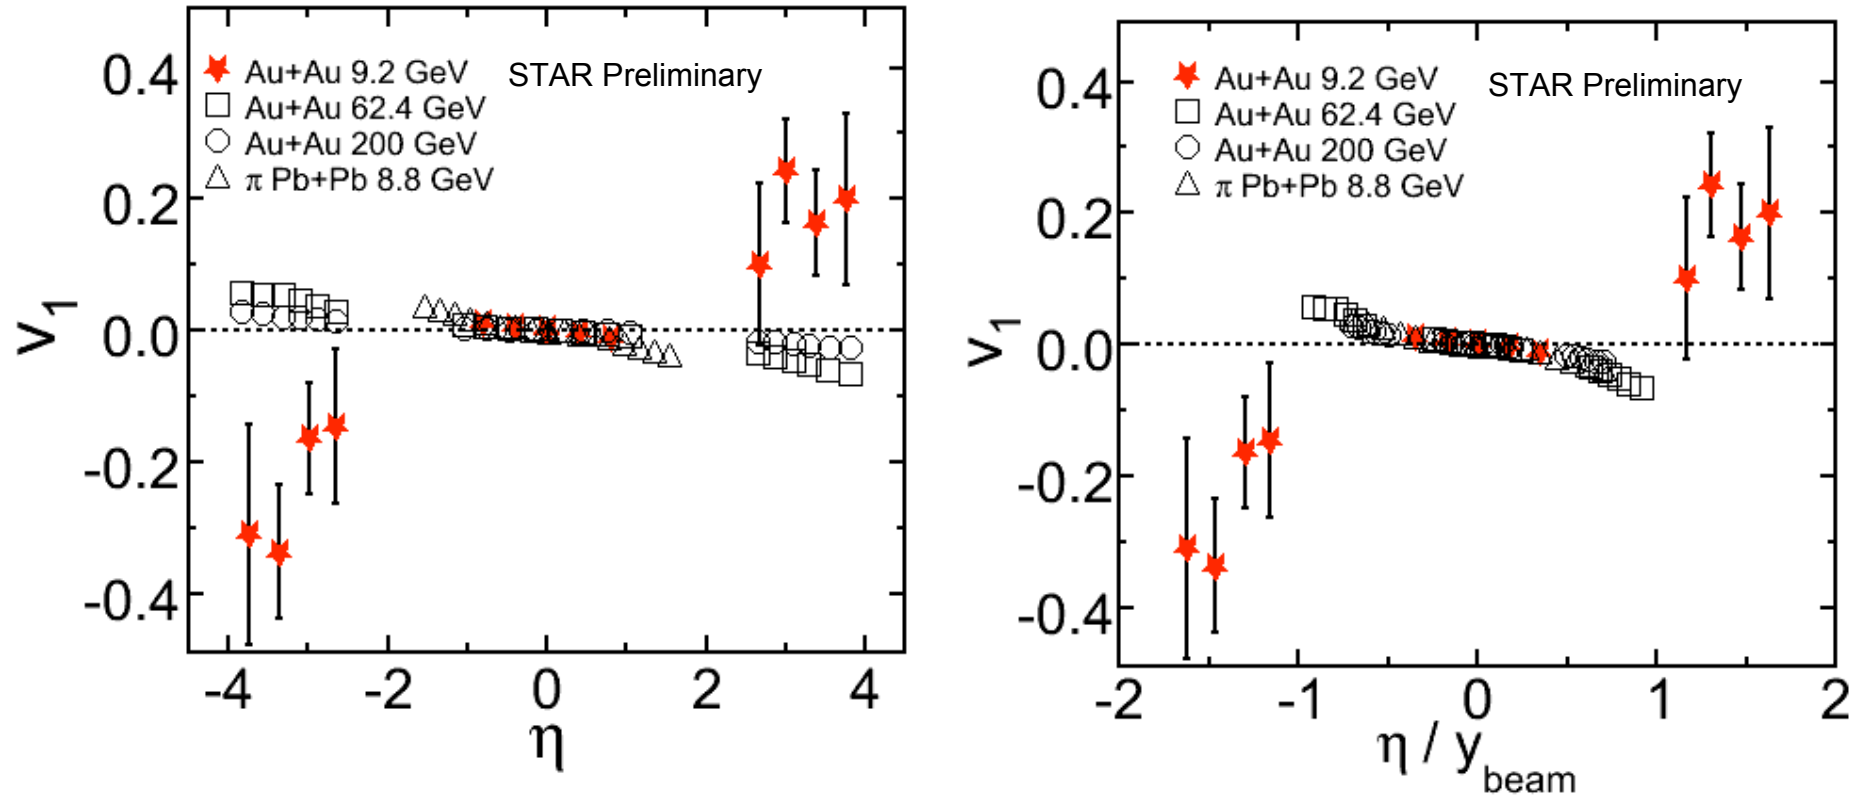 Au+Au 9.2 GeV
STAR Preliminary
Au+Au 62.4 GeV
Au+Au 200 GeV
π Pb+Pb 8.8 GeV
0.4
0.2
0.0
-0.2
-0.4
v1
-4 -2 0 2 4
η
Au+Au 9.2 GeV
STAR Preliminary
Au+Au 62.4 GeV
Au+Au 200 GeV
π Pb+Pb 8.8 GeV
0.4
0.2
0.0
-0.2
-0.4
v1
-2 -1 0 1 2
η / ybeam